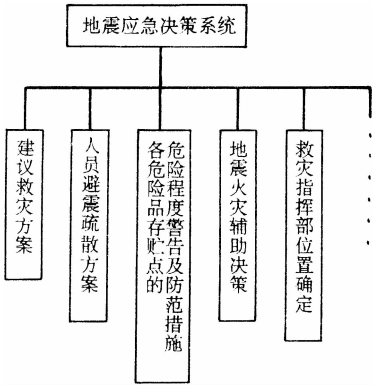 地震应急决策系统
建议救灾方案
人员避震疏散方案
各危险品存贮点的
危险程度警告及防范措施
地震火灾辅助决策
救灾指挥部位置确定